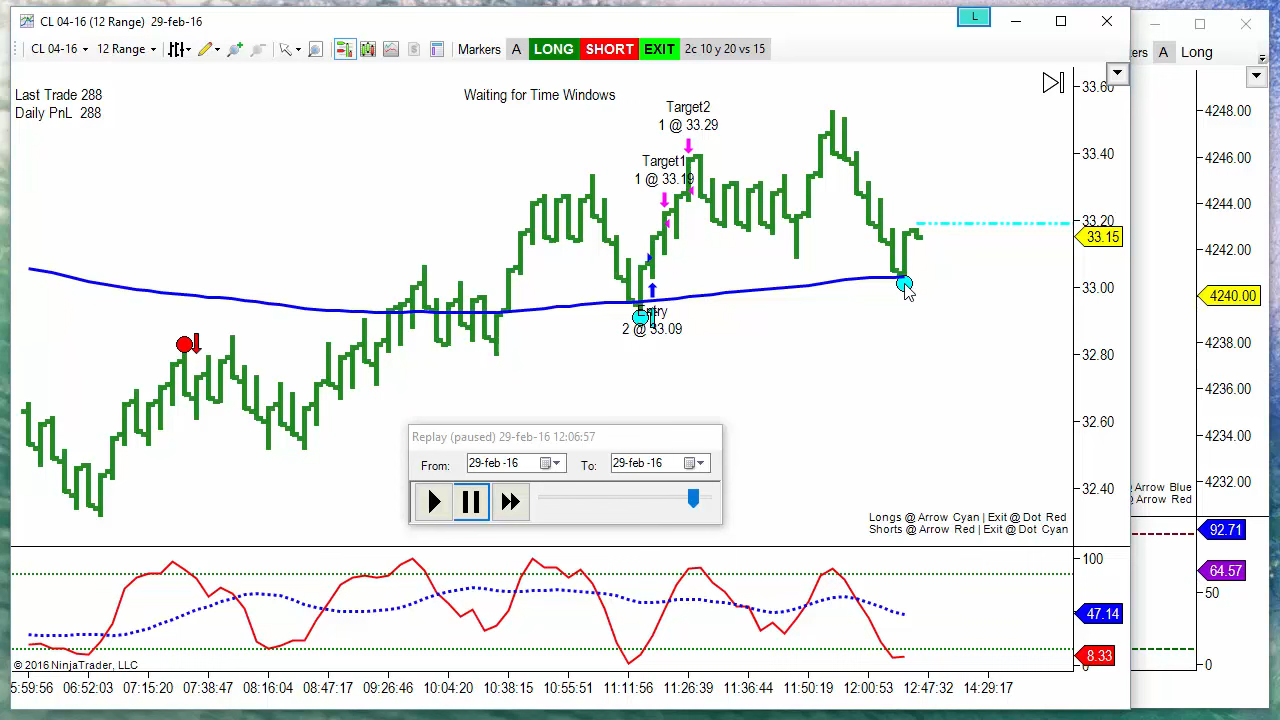 CL 04-16 (12 Range) 29-feb-16
L
CL 04-16 12 Range Markers A LONG SHORT EXIT 2c 10 y 20 vs 15
A Long
Last Trade 288
Daily PnL 288
Waiting for Time Windows
Target2
1 @ 33.29
Target1
1 @ 33.19
Entry
2 @ 33.09
33.60
33.40
33.20
33.15
33.00
32.80
32.60
32.40
4248.00
4246.00
4244.00
4242.00
4240.00
4238.00
4236.00
4234.00
4232.00
Replay (paused) 29-feb-16 12:06:57
From: 29-feb -16 To: 29-feb -16
Longs @ Arrow Cyan | Exit @ Dot Red
Shorts @ Arrow Red | Exit @ Dot Cyan
Arrow Blue
Arrow Red
100
47.14
8.33
0
92.71
64.57
50
0
© 2016 NinjaTrader, LLC
5:59:56 06:52:03 07:15:20 07:38:47 08:16:04 08:47:17 09:26:46 10:04:20 10:38:15 10:55:51 11:11:56 11:26:39 11:36:44 11:50:19 12:00:53 12:47:32 14:29:17